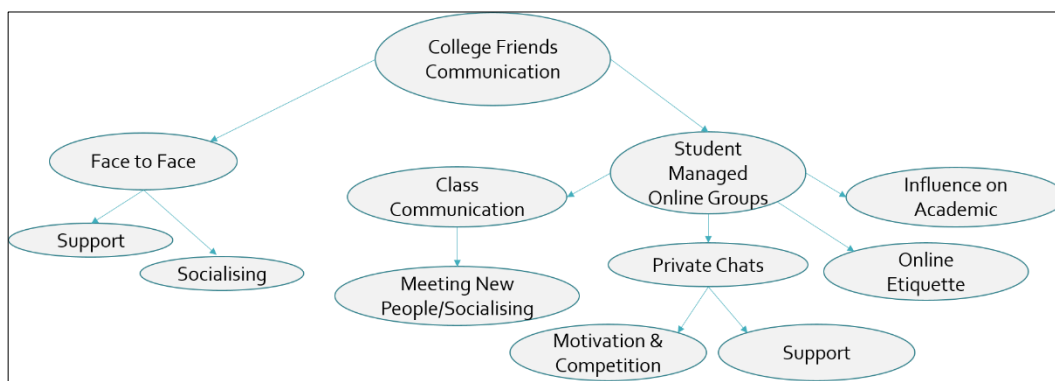 College Friends
Communication
Face to Face
Student
Managed
Online Groups
Class
Communication
Influence on
Academic
Support
Socialising
Private Chats
Online
Etiquette
Meeting New
People/Socialising
Motivation &
Competition
Support